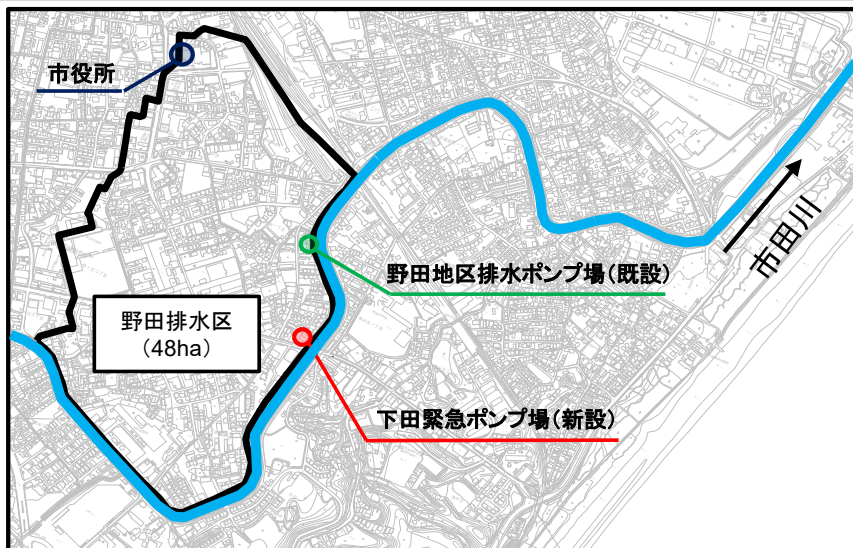 市役所
野田地区排水ポンプ場(既設)
市田川
野田排水区
(48ha)
下田緊急ポンプ場(新設)